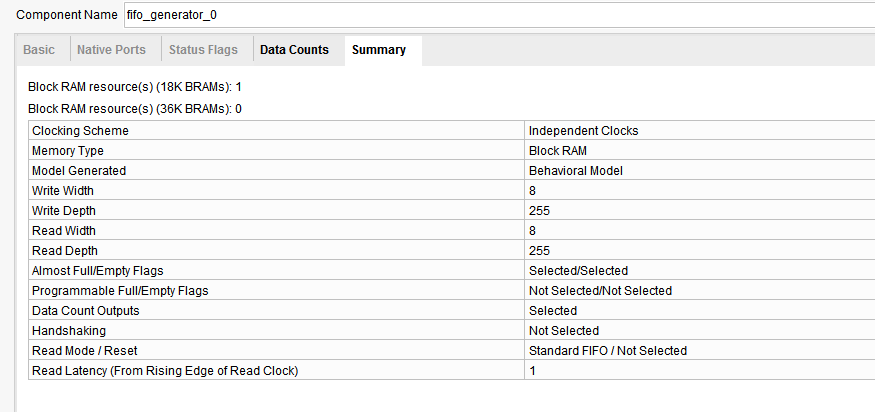 Component Name fifo_generator_0
Basic Native Ports Status Flags Data Counts Summary
Block RAM resource(s) (18K BRAMs): 1
Block RAM resource(s) (36K BRAMs): 0
Clocking Scheme Independent Clocks
Memory Type Block RAM
Model Generated Behavioral Model
Write Width 8
Write Depth 255
Read Width 8
Read Depth 255
Almost Full/Empty Flags Selected/Selected
Programmable Full/Empty Flags Not Selected/Not Selected
Data Count Outputs Selected
Handshaking Not Selected
Read Mode / Reset Standard FIFO / Not Selected
Read Latency (From Rising Edge of Read Clock) 1